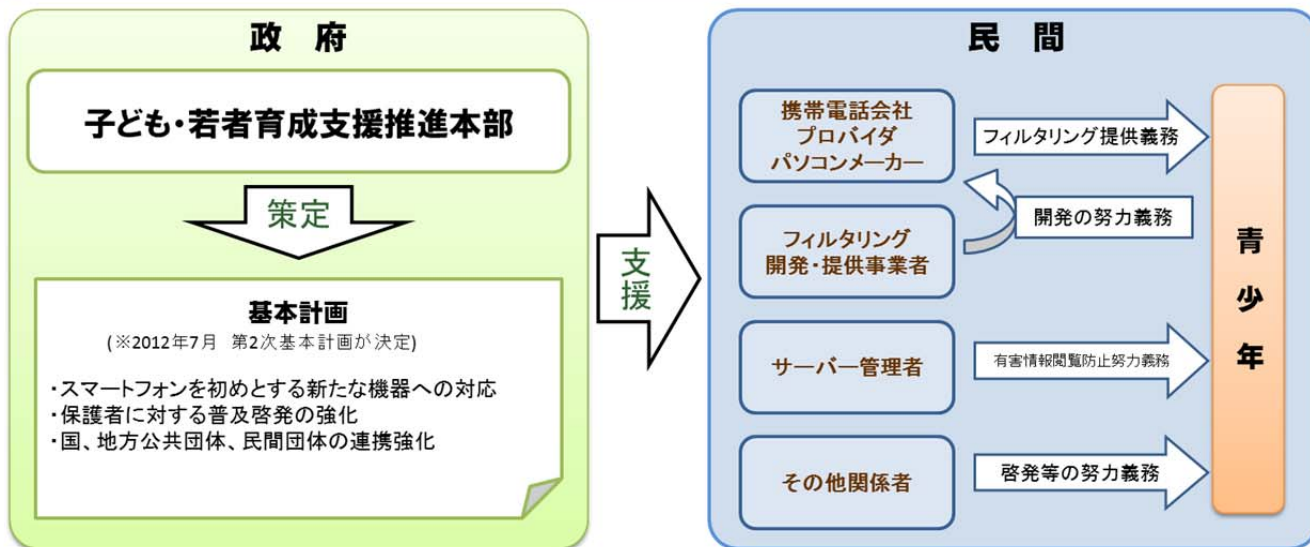 政 府
子ども・若者育成支援推進本部
策定
基本計画
(※2012年7月 第2次基本計画が決定)
・スマートフォンを初めとする新たな機器への対応
・保護者に対する普及啓発の強化
・国、地方公共団体、民間団体の連携強化
支援
民 間
携帯電話会社
プロバイダ
パソコンメーカー
フィルタリング提供義務
開発の努力義務
フィルタリング
開発・提供事業者
サーバー管理者
有害情報閲覧防止努力義務
その他関係者
啓発等の努力義務
青少年